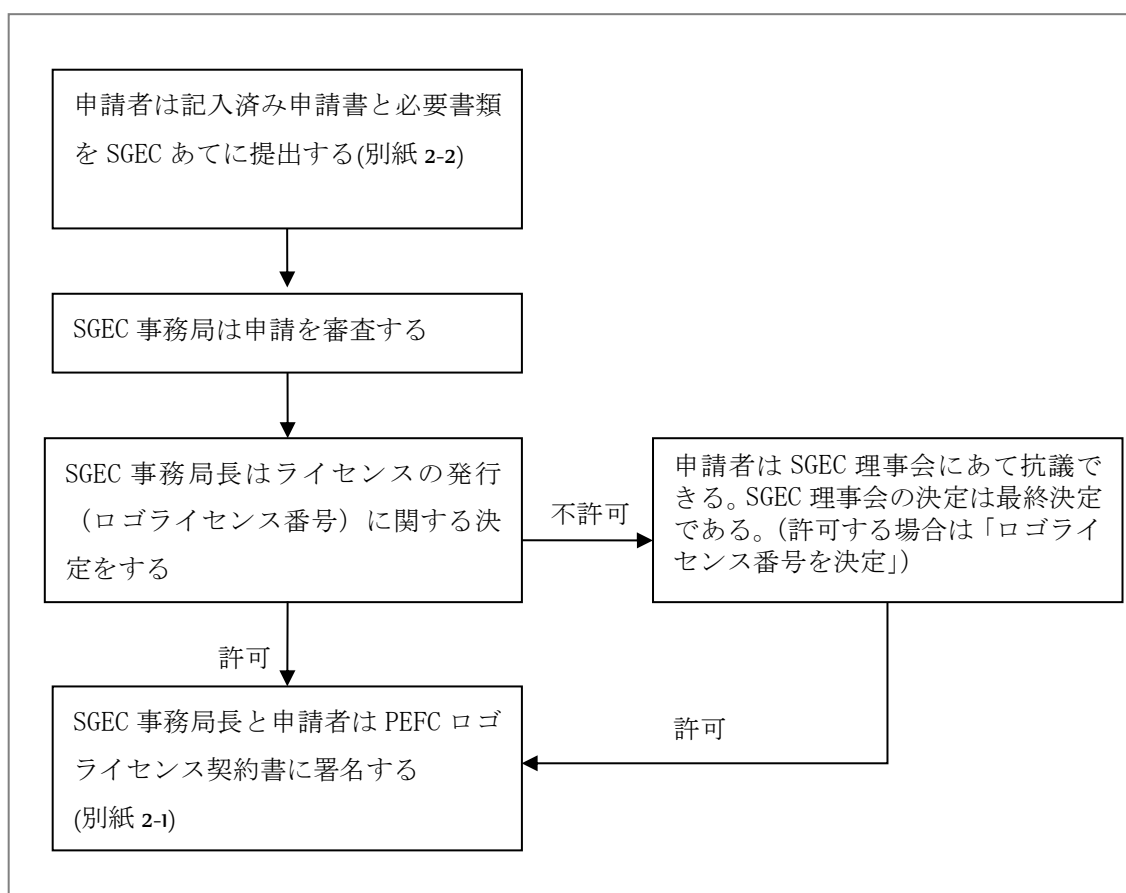 申請者は記入済み申請書と必要書類
を SGEC あてに提出する(別紙 2-2)
SGEC 事務局は申請を審査する
SGEC 事務局長はライセンスの発行
（ロゴライセンス番号）に関する決
定をする
不許可
申請者は SGEC 理事会にあて抗議で
きる。SGEC 理事会の決定は最終決定
である。（許可する場合は「ロゴライ
センス番号を決定」）
許可
許可
SGEC 事務局長と申請者は PEFC ロゴ
ライセンス契約書に署名する
(別紙 2-1)